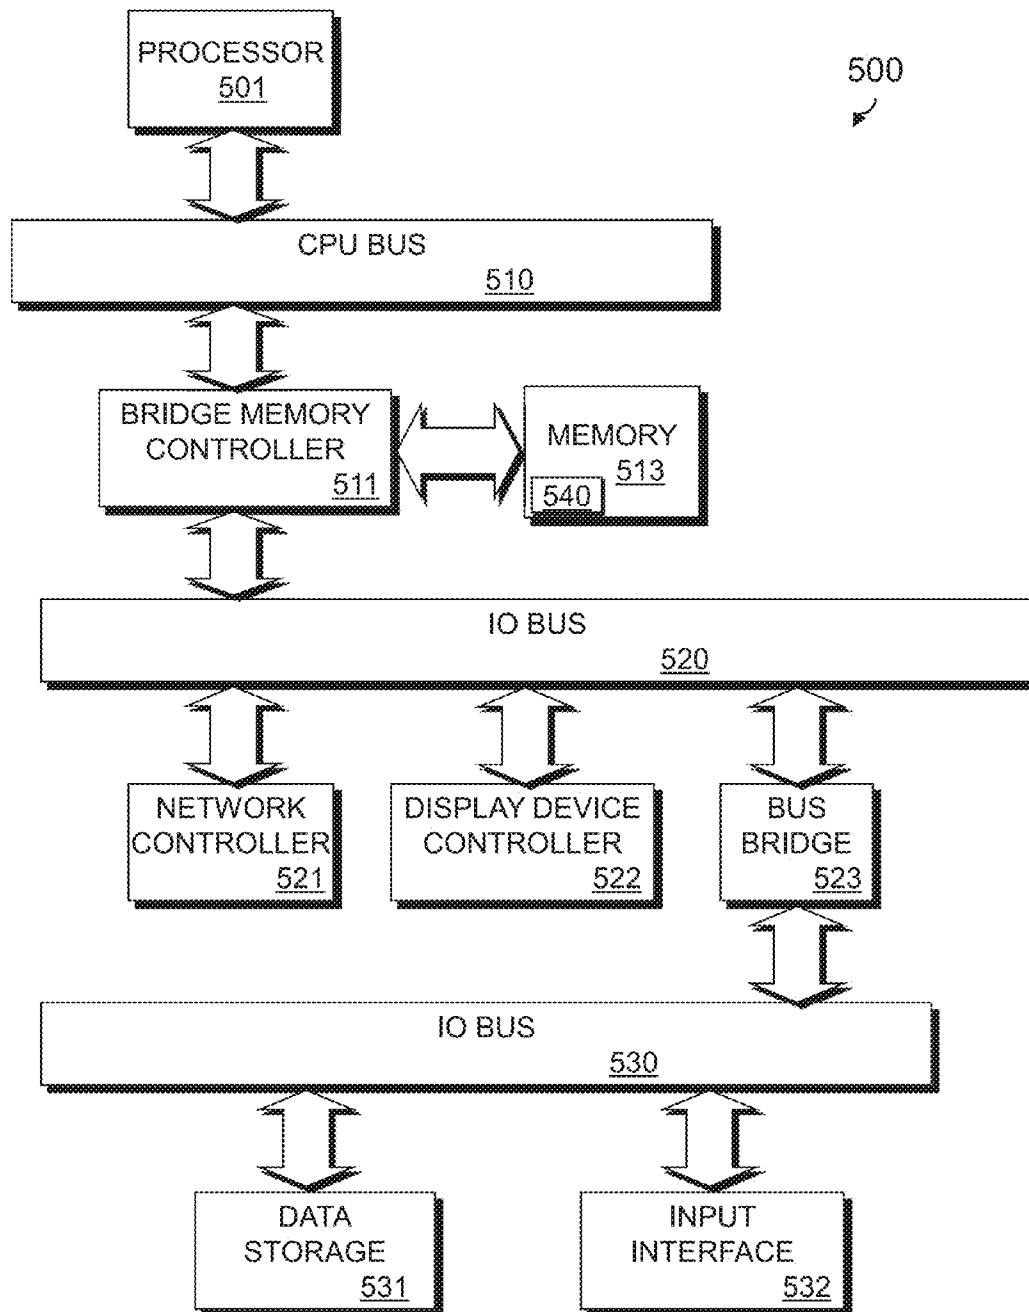 PROCESSOR
501
500
CPU BUS
510
BRIDGE MEMORY
CONTROLLER
511
MEMORY
513
540
IO BUS
520
NETWORK
CONTROLLER
521
DISPLAY DEVICE
CONTROLLER
522
BUS
BRIDGE
523
IO BUS
530
DATA
STORAGE
531
INPUT
INTERFACE
532